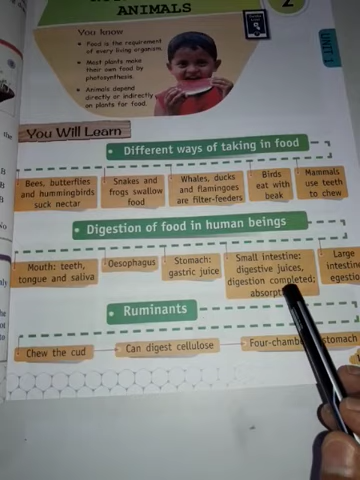 ANIMALS
2
UNIT 1
You know
Food is the requirement
of every living organism.
Most plants make
their own food by
photosynthesis.
Animals depend
directly or indirectly
on plants for food.
You Will Learn
Different ways of taking in food
Bees, butterflies
and hummingbirds
suck nectar
Snakes and
frogs swallow
food
Whales, ducks
and flamingoes
are filter-feeders
Birds
eat with
beak
Mammals
use teeth
to chew
Digestion of food in human beings
Mouth: teeth,
tongue and saliva
Oesophagus
Stomach:
gastric juice
Small intestine:
digestive juices,
digestion completed;
Large
Ruminants
Chew the cud
Can digest cellulose
stomach